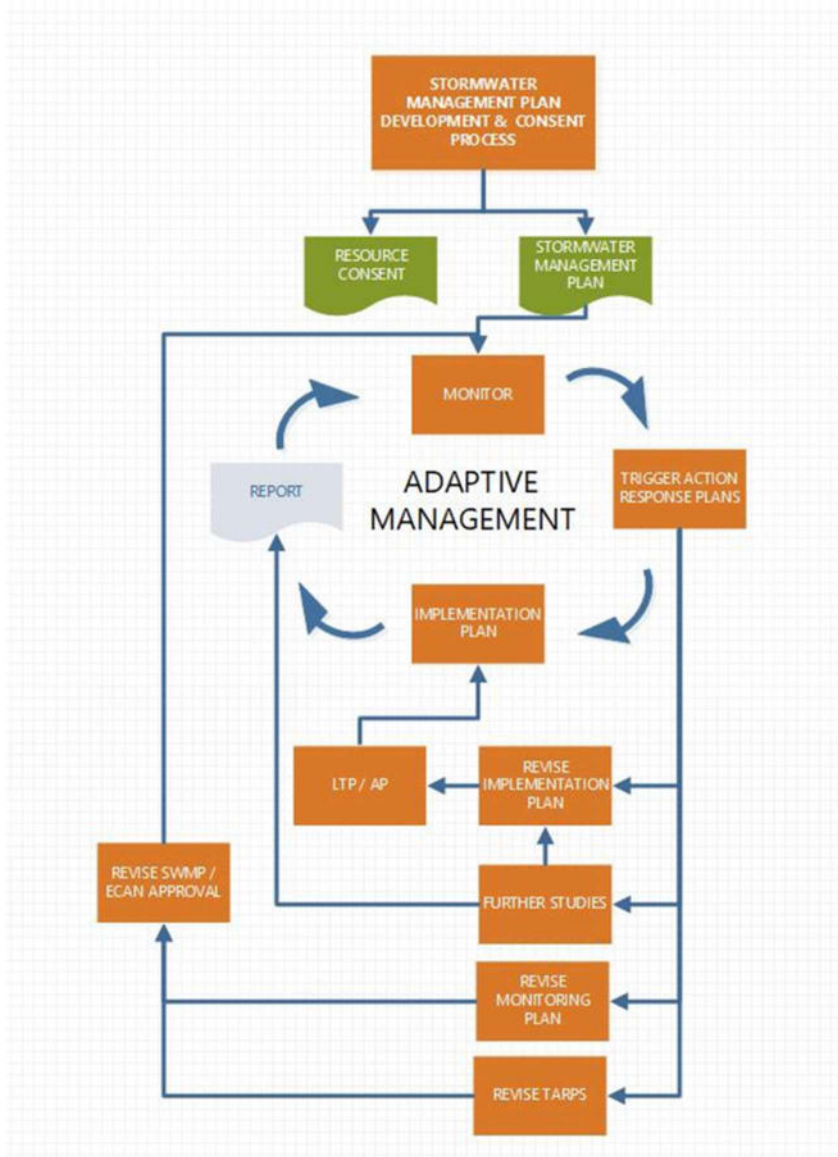 STORMWATER
MANAGEMENT PLAN
DEVELOPMENT & CONSENT
PROCESS
RESOURCE
CONSENT
STORMWATER
MANAGEMENT
PLAN
MONITOR
REPORT
ADAPTIVE
MANAGEMENT
TRIGGER ACTION
RESPONSE PLANS
IMPLEMENTATION
PLAN
LTP / AP
REVISE
IMPLEMENTATION
PLAN
REVISE SWMP /
ECAN APPROVAL
FURTHER STUDIES
REVISE
MONITORING
PLAN
REVISE TARPS